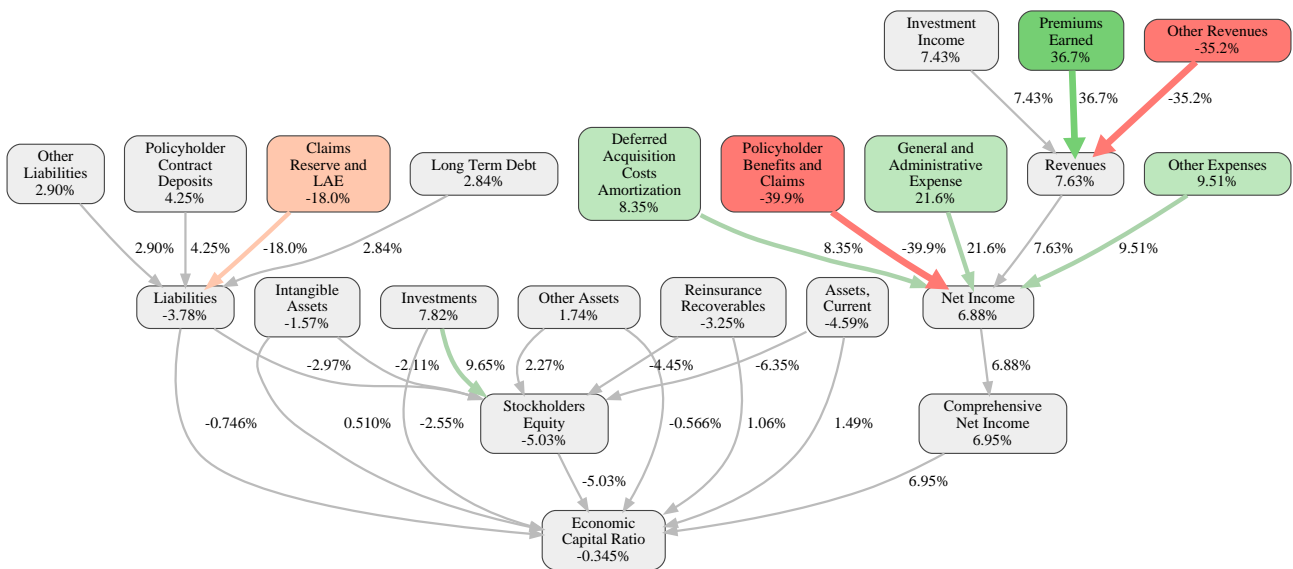 Investment
Income
7.43%
Premiums
Earned
36.7%
Other Revenues
-35.2%
7.43%
36.7%
-35.2%
Other
Liabilities
2.90%
Policyholder
Contract
Deposits
4.25%
Claims
Reserve and
LAE
-18.0%
Long Term Debt
2.84%
Deferred
Acquisition
Costs
Amortization
8.35%
Policyholder
Benefits and
Claims
-39.9%
General and
Administrative
Expense
21.6%
Revenues
7.63%
Other Expenses
9.51%
2.90%
4.25%
-18.0%
2.84%
8.35%
-39.9%
21.6%
7.63%
9.51%
Liabilities
-3.78%
Intangible
Assets
-1.57%
Investments
7.82%
Other Assets
1.74%
Reinsurance
Recoverables
-3.25%
Assets,
Current
-4.59%
Net Income
6.88%
-2.97%
-2.11%
9.65%
2.27%
-4.45%
-6.35%
6.88%
Stockholders
Equity
-5.03%
Comprehensive
Net Income
6.95%
-0.746%
0.510%
-2.55%
-0.566%
1.06%
1.49%
-5.03%
6.95%
Economic
Capital Ratio
-0.345%